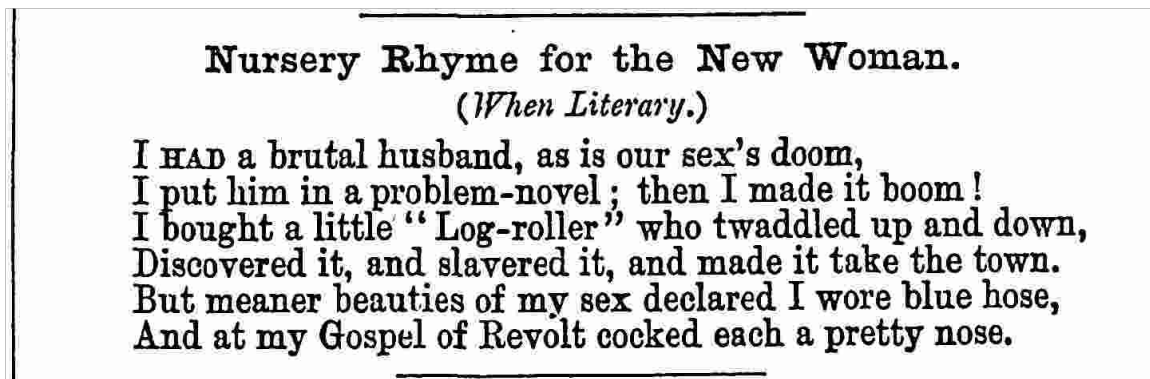 Nursery Rhyme for the New Woman.
(When Literary.)
I HAD a brutal husband, as is our sex's doom,
I put him in a problem-novel; then I made it boom!
I bought a little "Log-roller" who twaddled up and down,
Discovered it, and slavered it, and made it take the town.
But meaner beauties of my sex declared I wore blue hose,
And at my Gospel of Revolt cocked each a pretty nose.